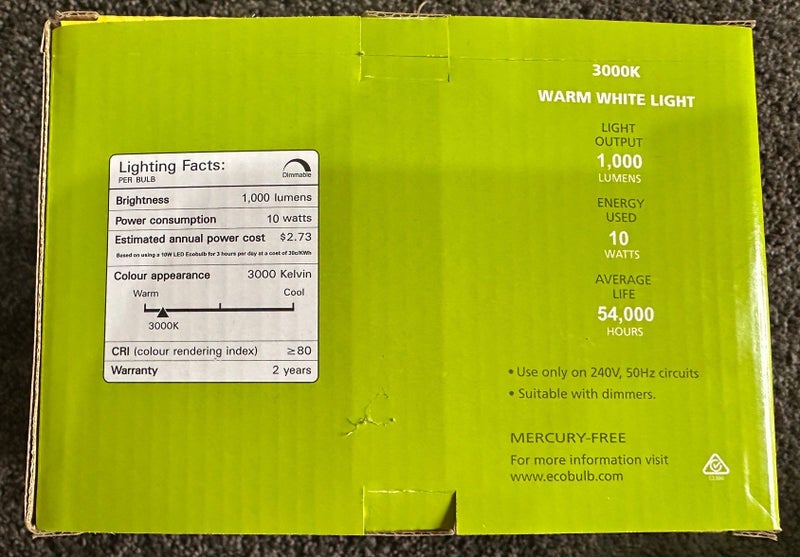 Lighting Facts:
PER BULB
Dimmable
Brightness 1,000 lumens
Power consumption 10 watts
Estimated annual power cost $2.73
Based on using a 10W LED Ecobulb for 3 hours per day at a cost of 30c/KWh
Colour appearance 3000 Kelvin
Warm Cool
3000K
CRI (colour rendering index) ≥80
Warranty 2 years
3000K
WARM WHITE LIGHT
LIGHT
OUTPUT
1,000
LUMENS
ENERGY
USED
10
WATTS
AVERAGE
LIFE
54,000
HOURS
• Use only on 240V, 50Hz circuits
• Suitable with dimmers.
MERCURY-FREE
For more information visit
www.ecobulb.com